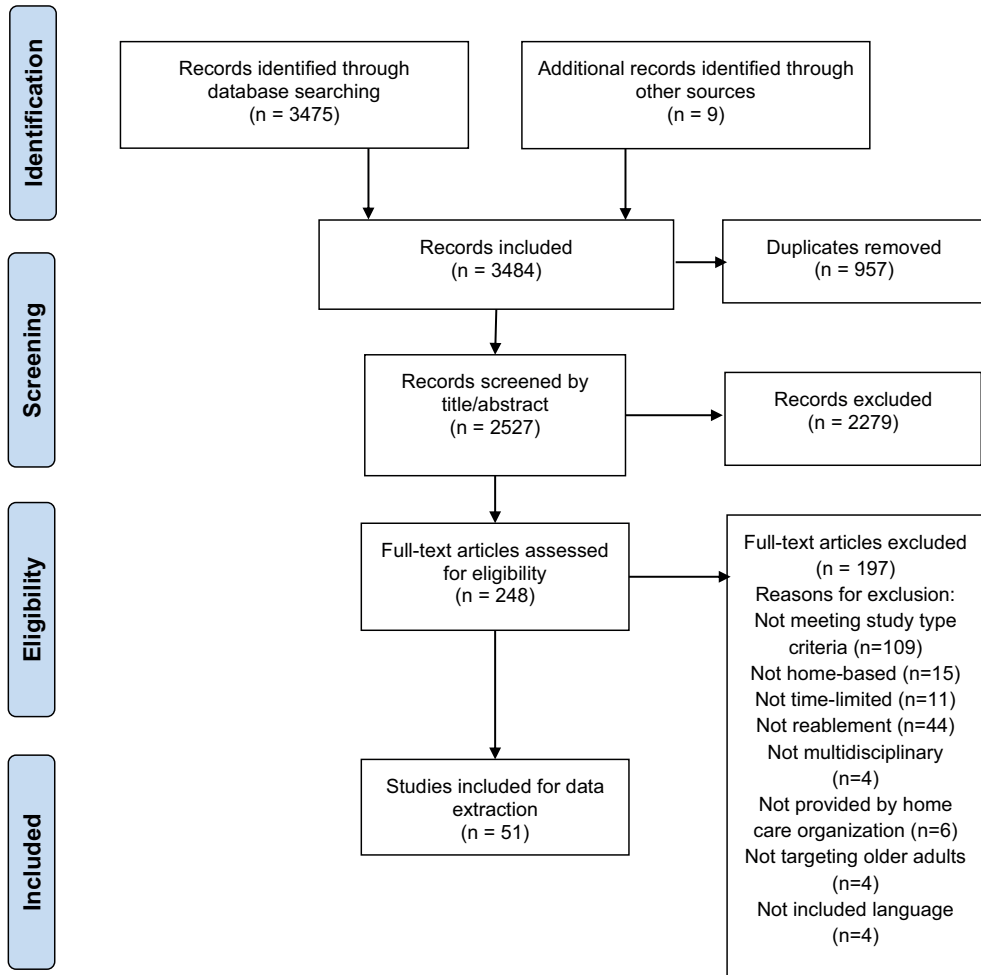 Identification
Records identified through
database searching
(n = 3475)
Additional records identified through
other sources
(n = 9)
Records included
(n = 3484)
Duplicates removed
(n = 957)
Screening
Records screened by
title/abstract
(n = 2527)
Records excluded
(n = 2279)
Eligibility
Full-text articles assessed
for eligibility
(n = 248)
Full-text articles excluded
(n = 197)
Reasons for exclusion:
Not meeting study type
criteria (n=109)
Not home-based (n=15)
Not time-limited (n=11)
Not reablement (n=44)
Not multidisciplinary
(n=4)
Not provided by home
care organization (n=6)
Not targeting older adults
(n=4)
Not included language
(n=4)
Included
Studies included for data
extraction
(n = 51)